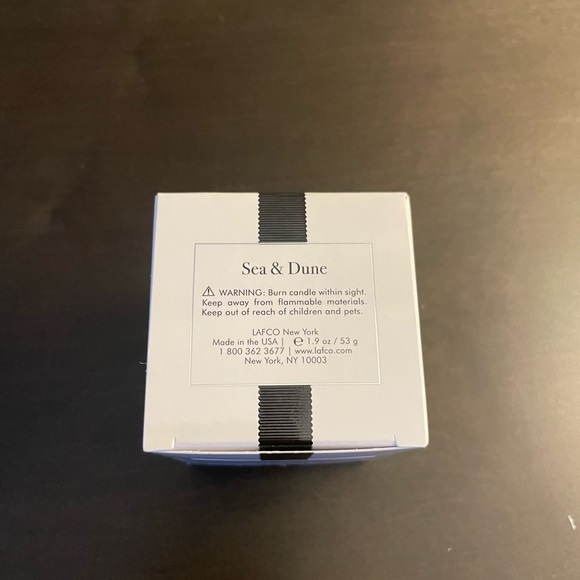 Sea & Dune
⚠ WARNING: Burn candle within sight.
Keep away from flammable materials.
Keep out of reach of children and pets.
LAFCO New York
Made in the USA | ℮ 1.9 oz / 53 g
1 800 362 3677 | www.lafco.com
New York, NY 10003